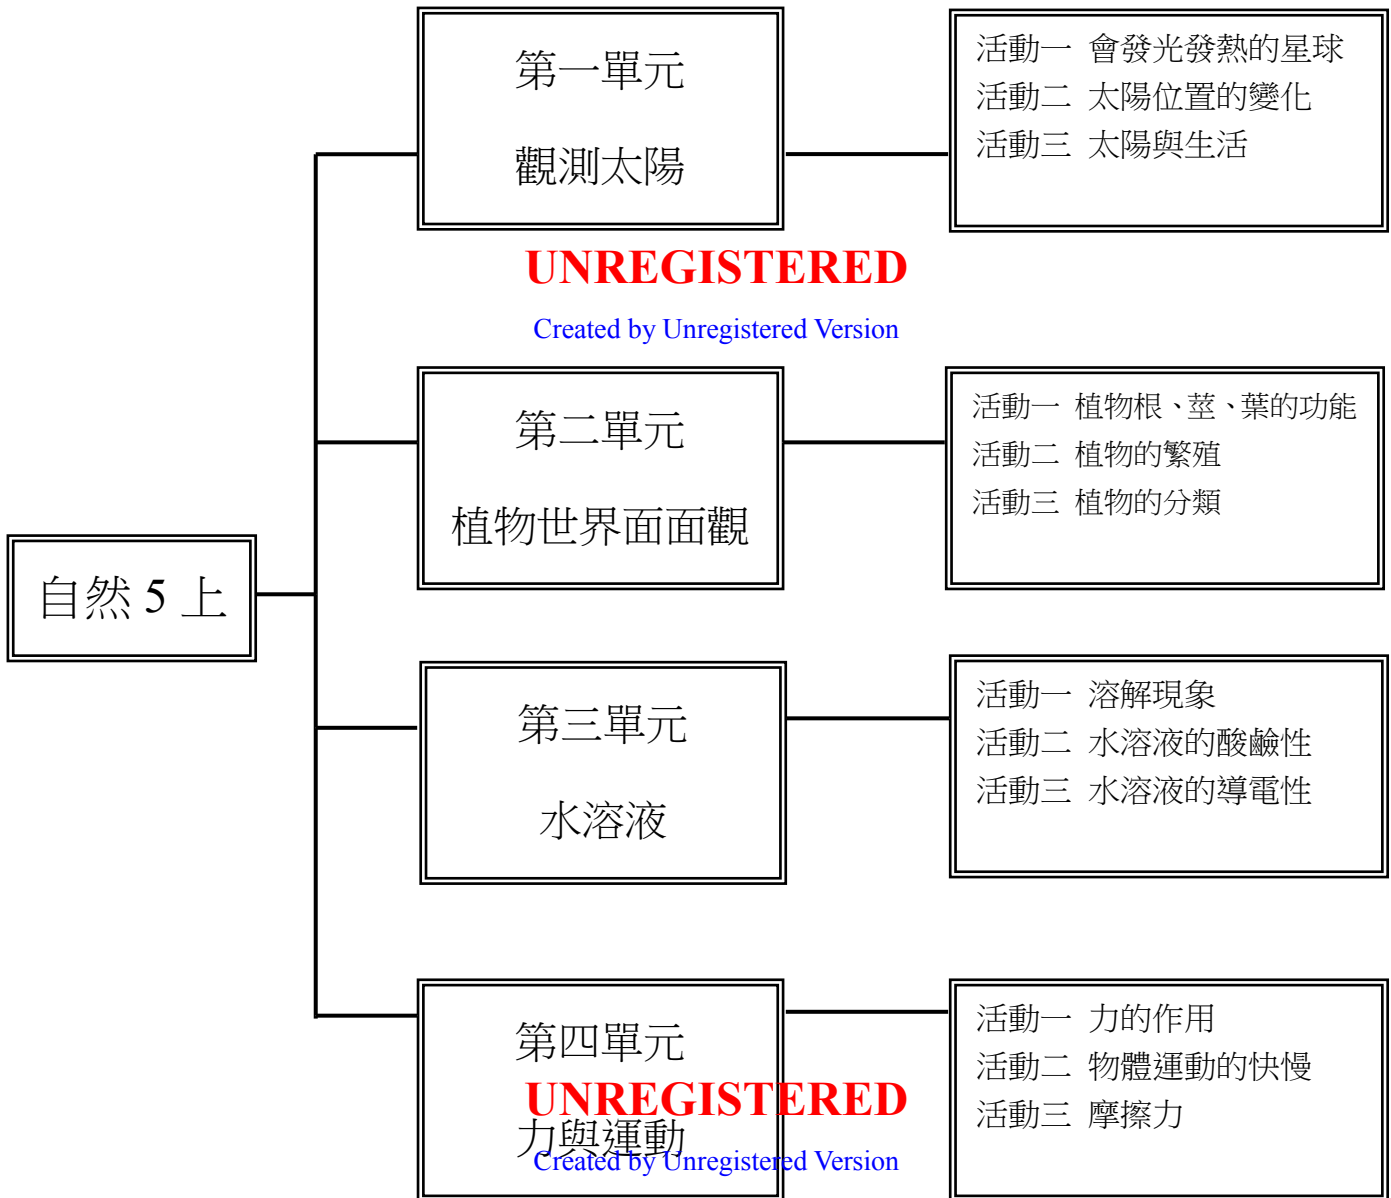 自然 5 上
第一單元
觀測太陽
活動一 會發光發熱的星球
活動二 太陽位置的變化
活動三 太陽與生活
UNREGISTERED
Created by Unregistered Version
第二單元
植物世界面面觀
活動一 植物根、莖、葉的功能
活動二 植物的繁殖
活動三 植物的分類
第三單元
水溶液
活動一 溶解現象
活動二 水溶液的酸鹼性
活動三 水溶液的導電性
第四單元
力與運動
活動一 力的作用
活動二 物體運動的快慢
活動三 摩擦力
UNREGISTERED
Created by Unregistered Version